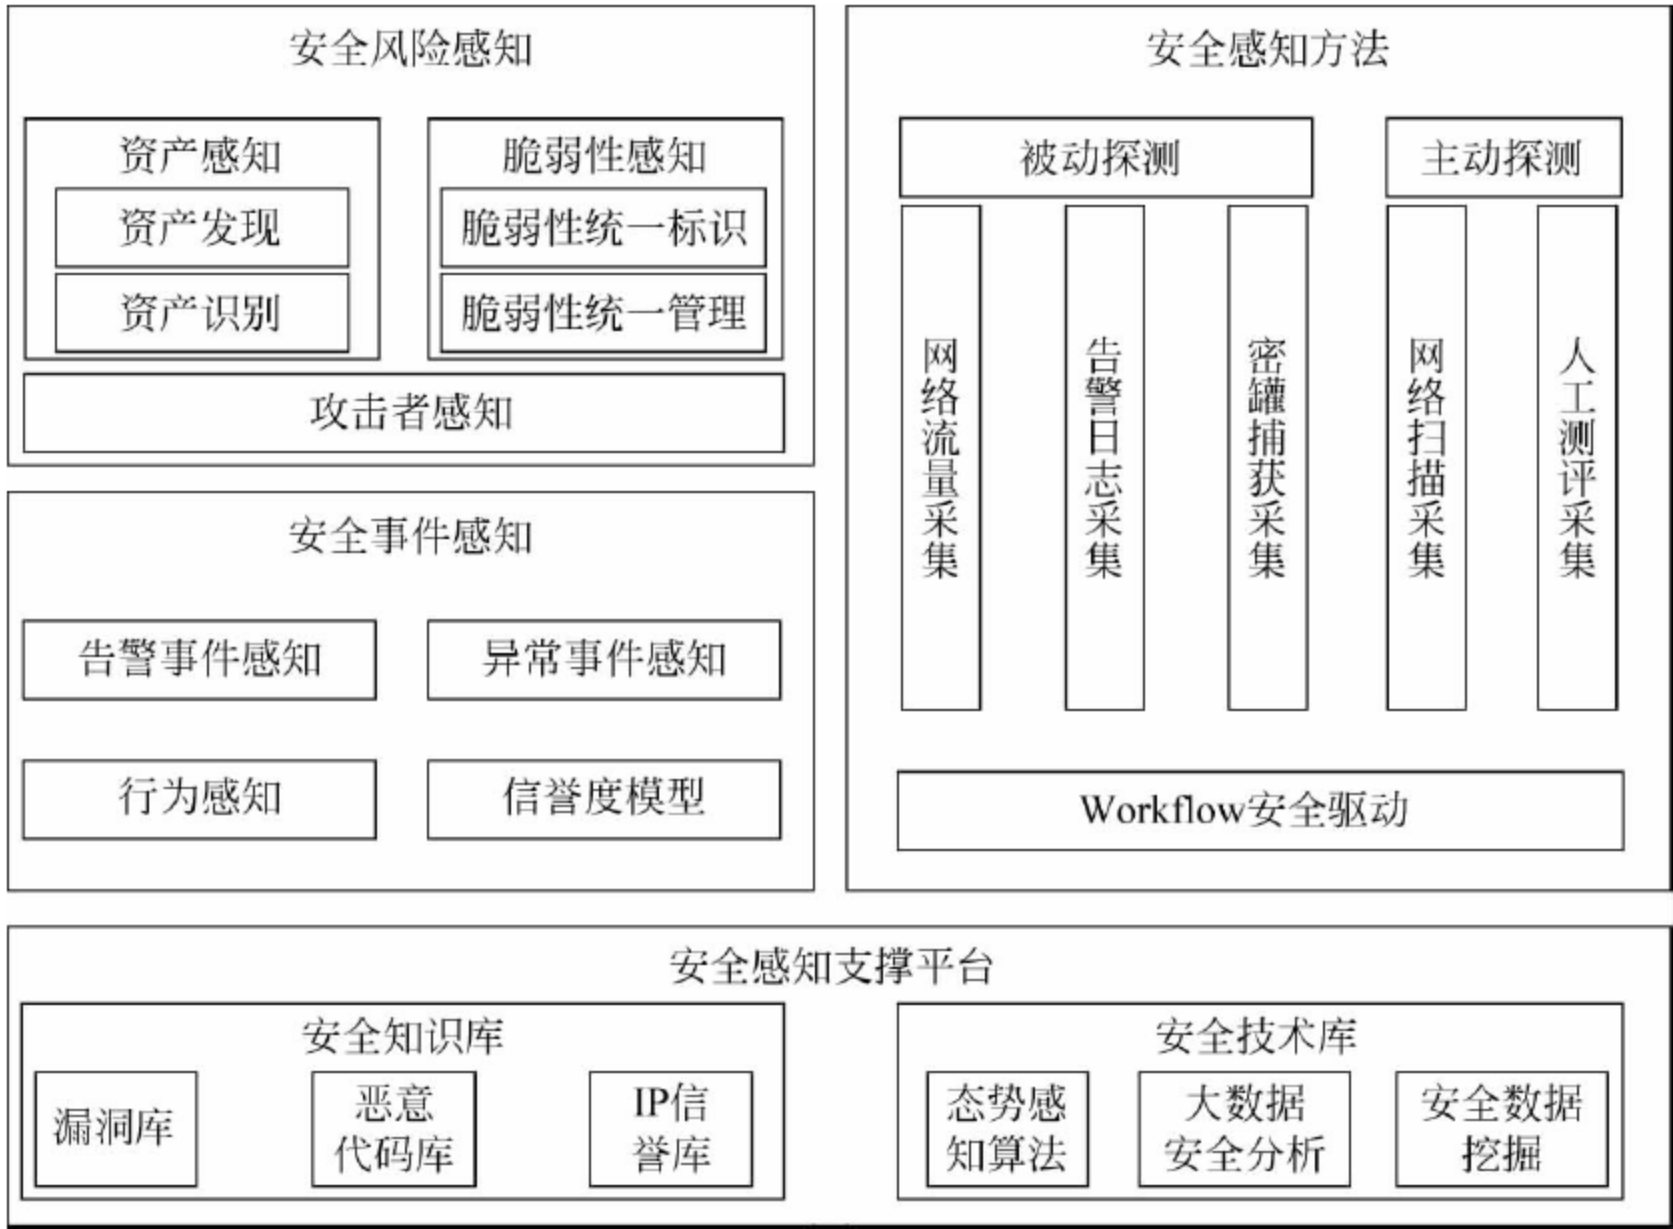 安全风险感知
资产感知
资产发现
资产识别
脆弱性感知
脆弱性统一标识
脆弱性统一管理
攻击者感知
安全事件感知
告警事件感知
异常事件感知
行为感知
信誉度模型
安全感知方法
被动探测
主动探测
网络流量采集
告警日志采集
密罐捕获采集
网络扫描采集
人工测评采集
Workflow安全驱动
安全感知支撑平台
安全知识库
漏洞库
恶意
代码库
IP信
誉库
安全技术库
态势感
知算法
大数据
安全分析
安全数据
挖掘